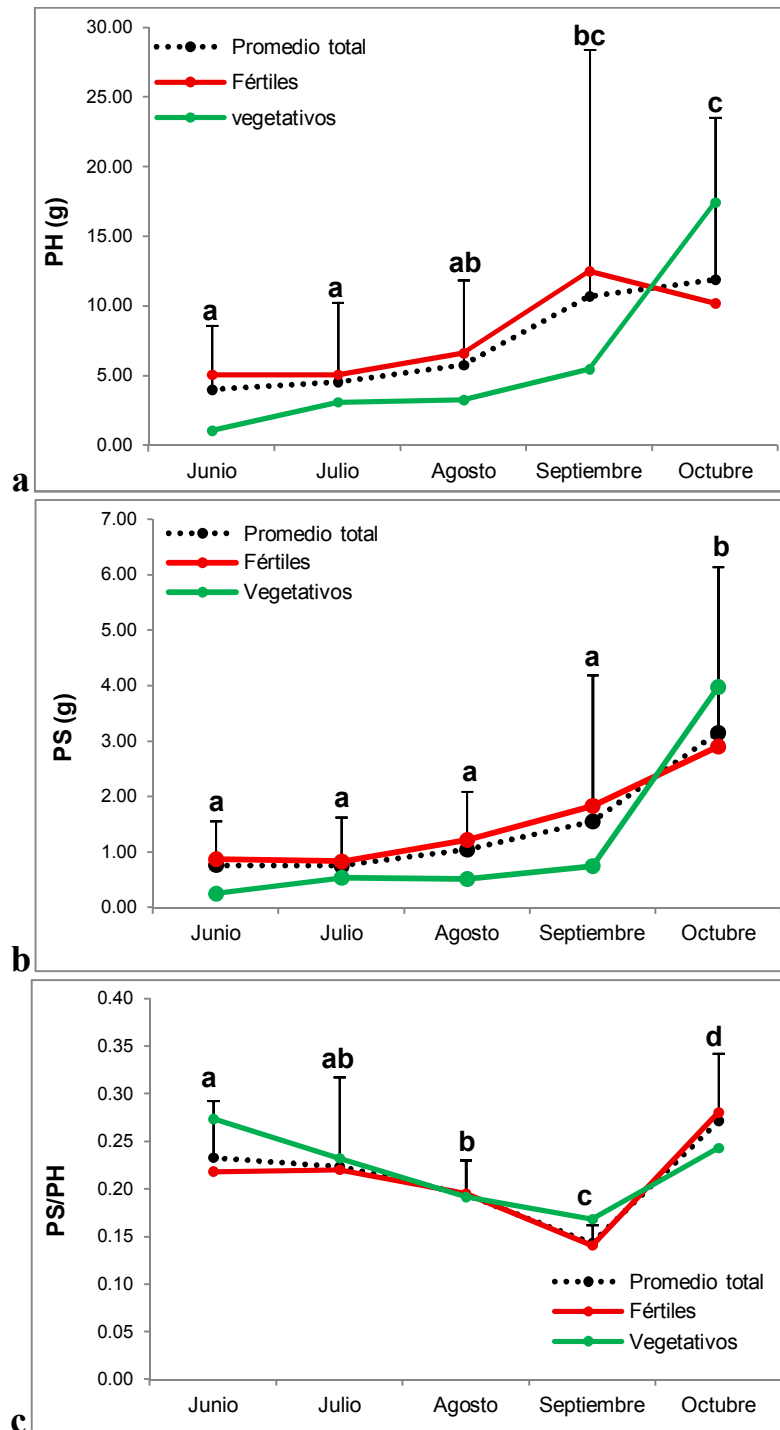 30.00
25.00
20.00
15.00
10.00
5.00
0.00
PH (g)
Promedio total
Fértiles
vegetativos
a
a
ab
bc
c
Junio Julio Agosto Septiembre Octubre
a
7.00
6.00
5.00
4.00
3.00
2.00
1.00
0.00
PS (g)
Promedio total
Fértiles
Vegetativos
a
a
a
a
b
Junio Julio Agosto Septiembre Octubre
b
0.40
0.35
0.30
0.25
0.20
0.15
0.10
0.05
0.00
PS/PH
a
ab
b
c
d
Promedio total
Fértiles
Vegetativos
Junio Julio Agosto Septiembre Octubre
c